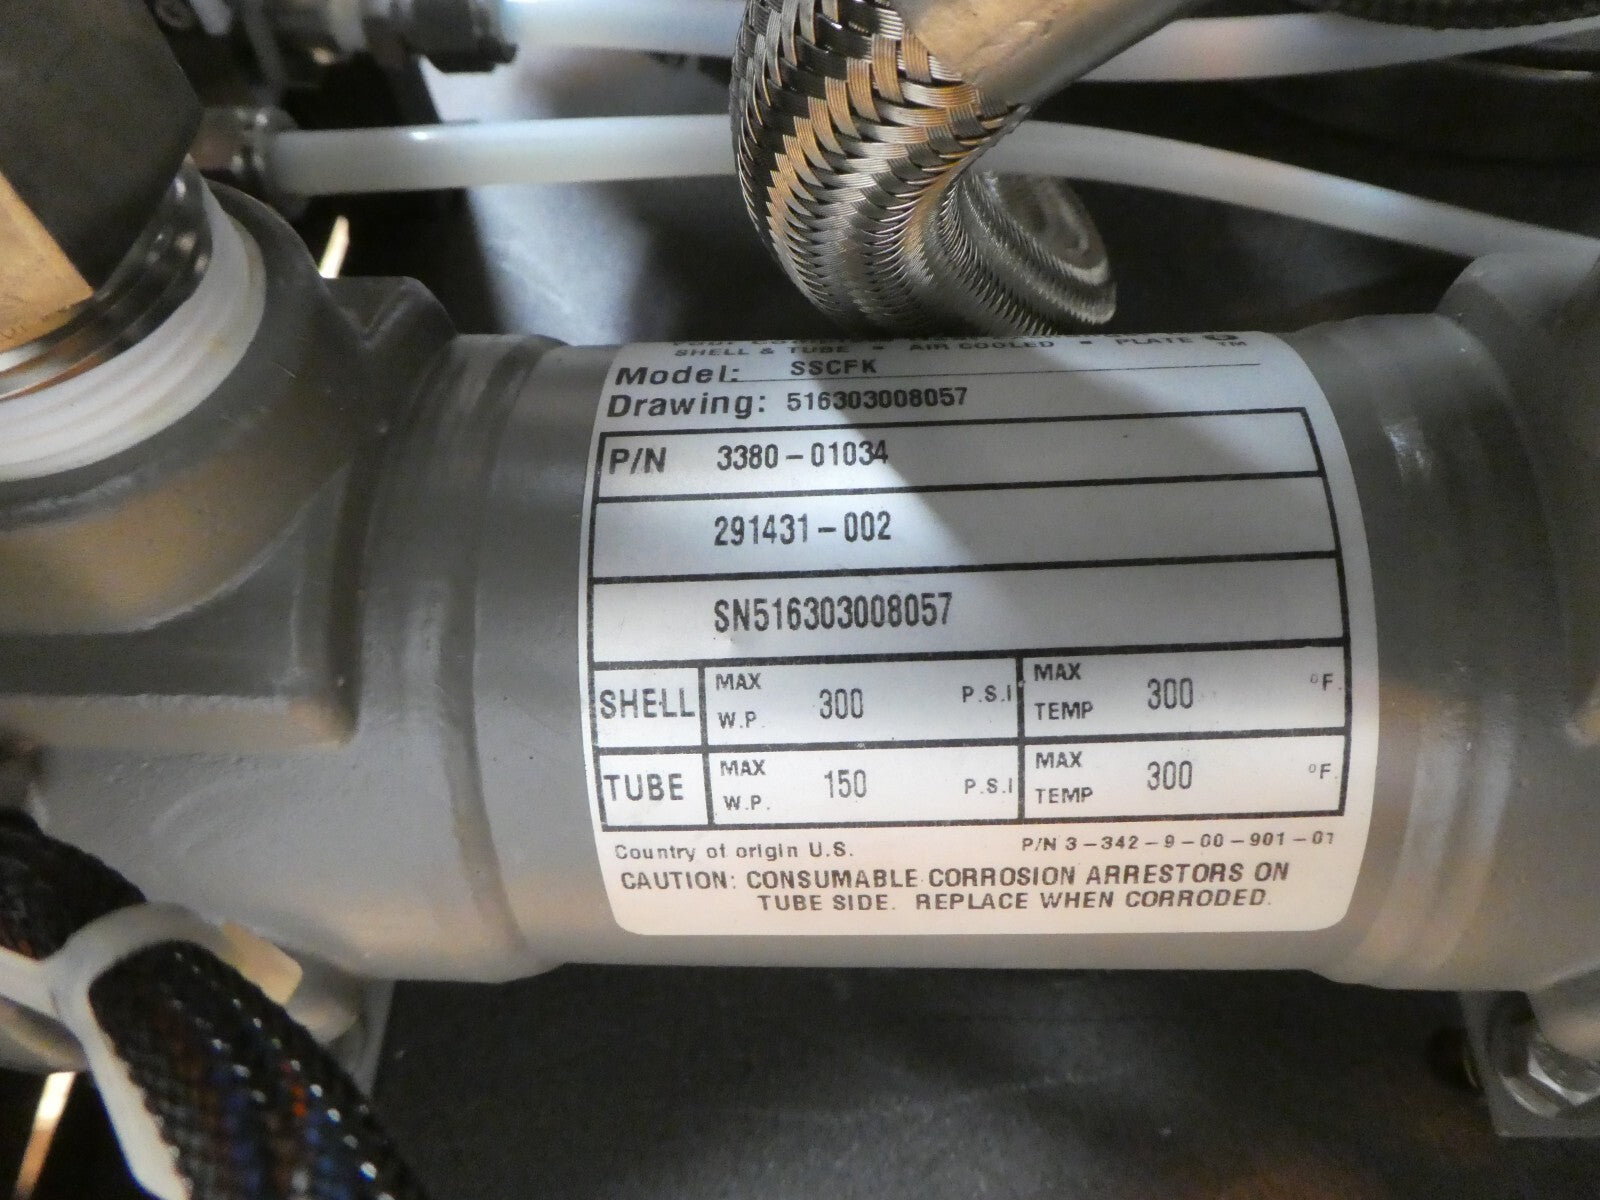 SHELL & TUBE • AIR COOLED • PLATE
TM
Model: SSCFK
Drawing: 516303008057
P/N 3380-01034
291431-002
SN516303008057
SHELL MAX W.P. 300 P.S.I MAX TEMP 300 °F.
TUBE MAX W.P. 150 P.S.I MAX TEMP 300 °F.
Country of origin U.S. P/N 3-342-9-00-901-01
CAUTION: CONSUMABLE CORROSION ARRESTORS ON
TUBE SIDE. REPLACE WHEN CORRODED.